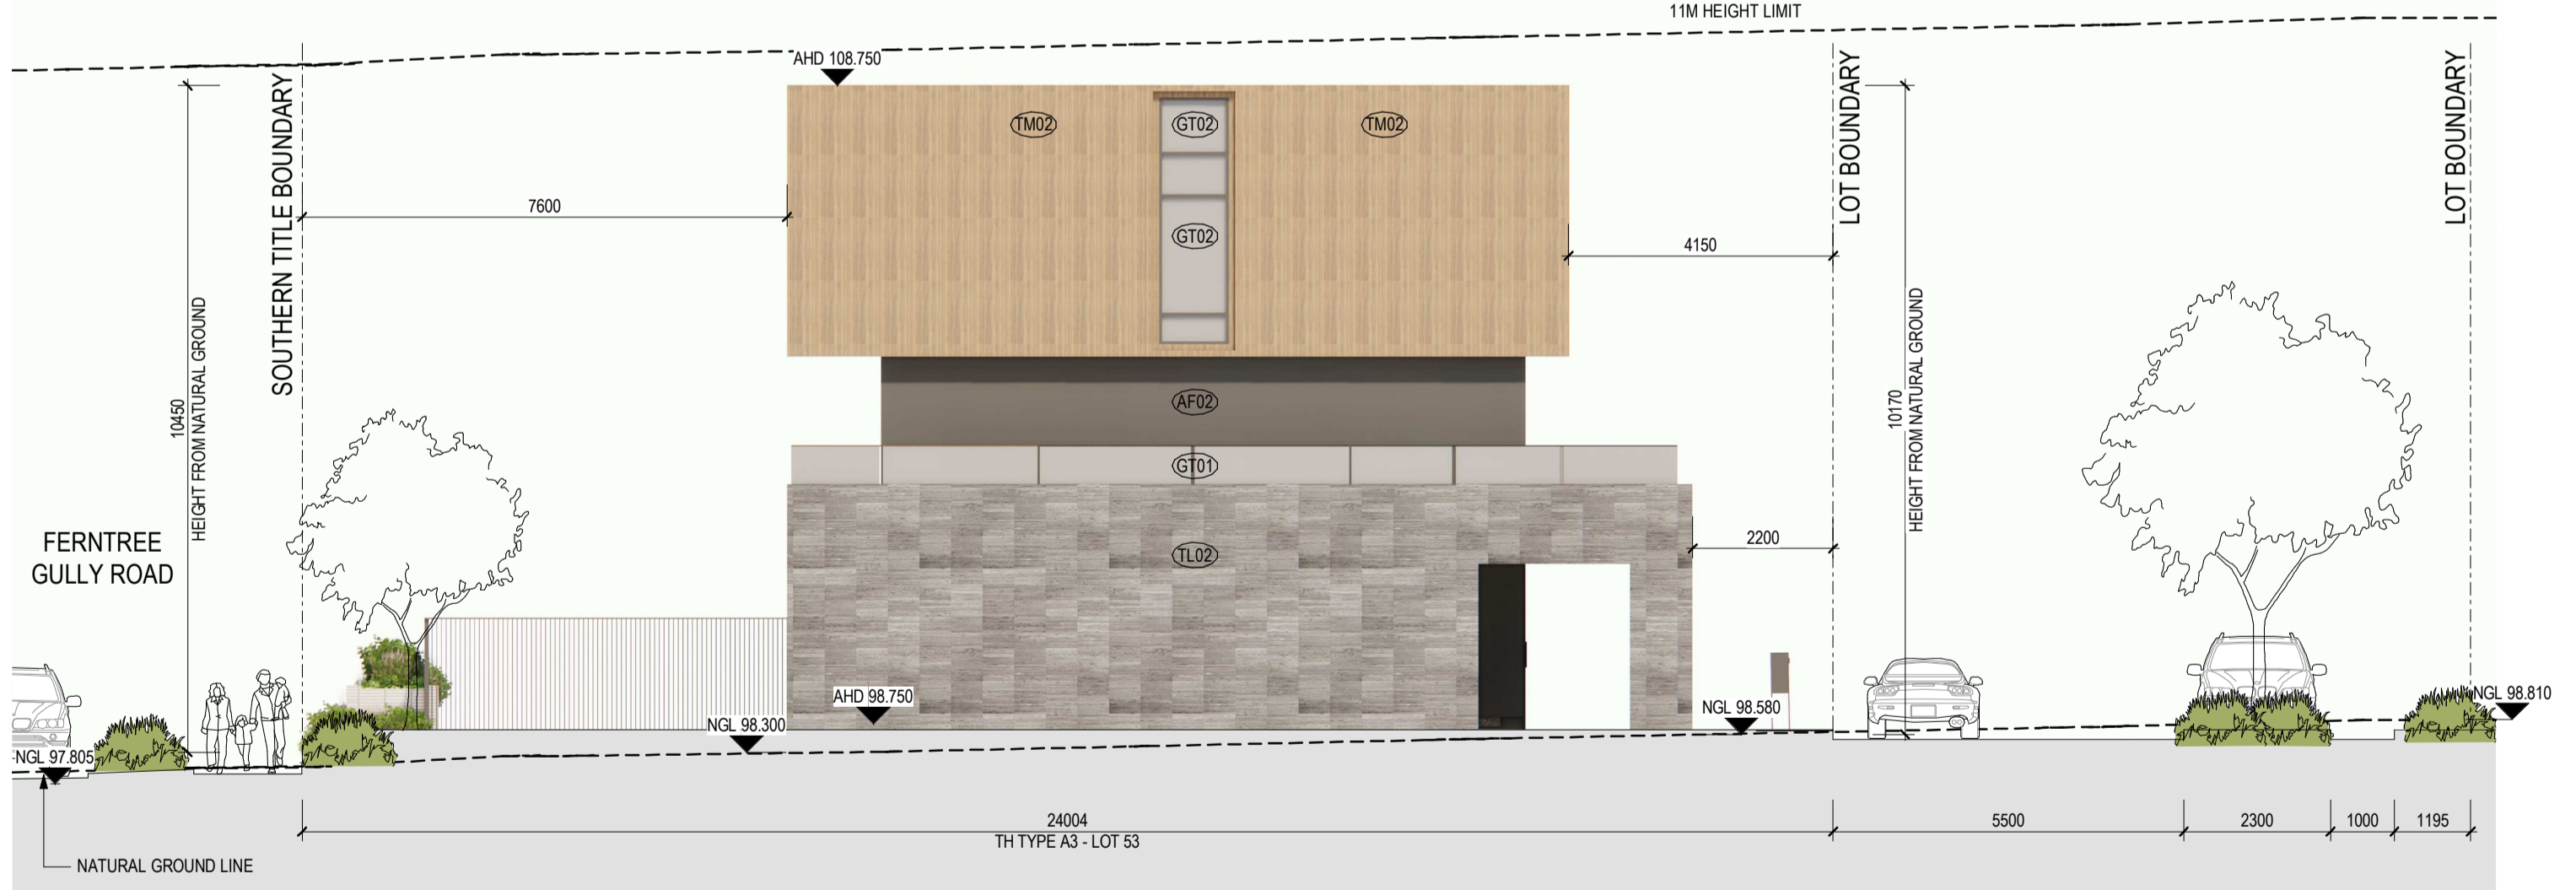 11M HEIGHT LIMIT
AHD 108.750
SOUTHERN TITLE BOUNDARY
LOT BOUNDARY
LOT BOUNDARY
TM02
GT02
TM02
7600
GT02
4150
10450
HEIGHT FROM NATURAL GROUND
10170
HEIGHT FROM NATURAL GROUND
AF02
GT01
FERNTREE
GULLY ROAD
TL02
2200
AHD 98.750
NGL 98.300
NGL 98.580
NGL 98.810
NGL 97.805
24004
TH TYPE A3 - LOT 53
5500
2300
1000
1195
NATURAL GROUND LINE